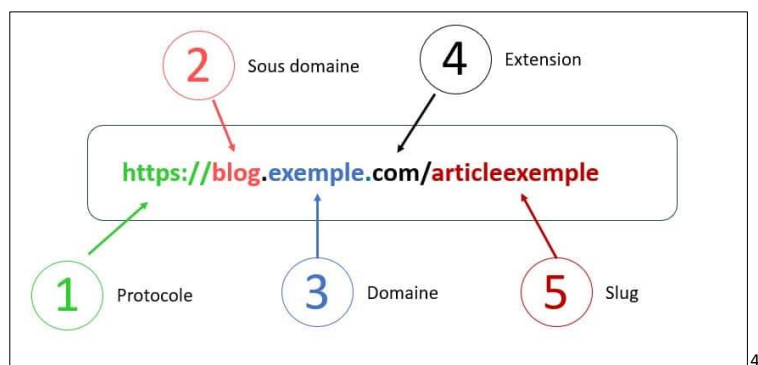 2 Sous domaine
4 Extension
https://blog.exemple.com/articleexemple
1 Protocole
3 Domaine
5 Slug
4